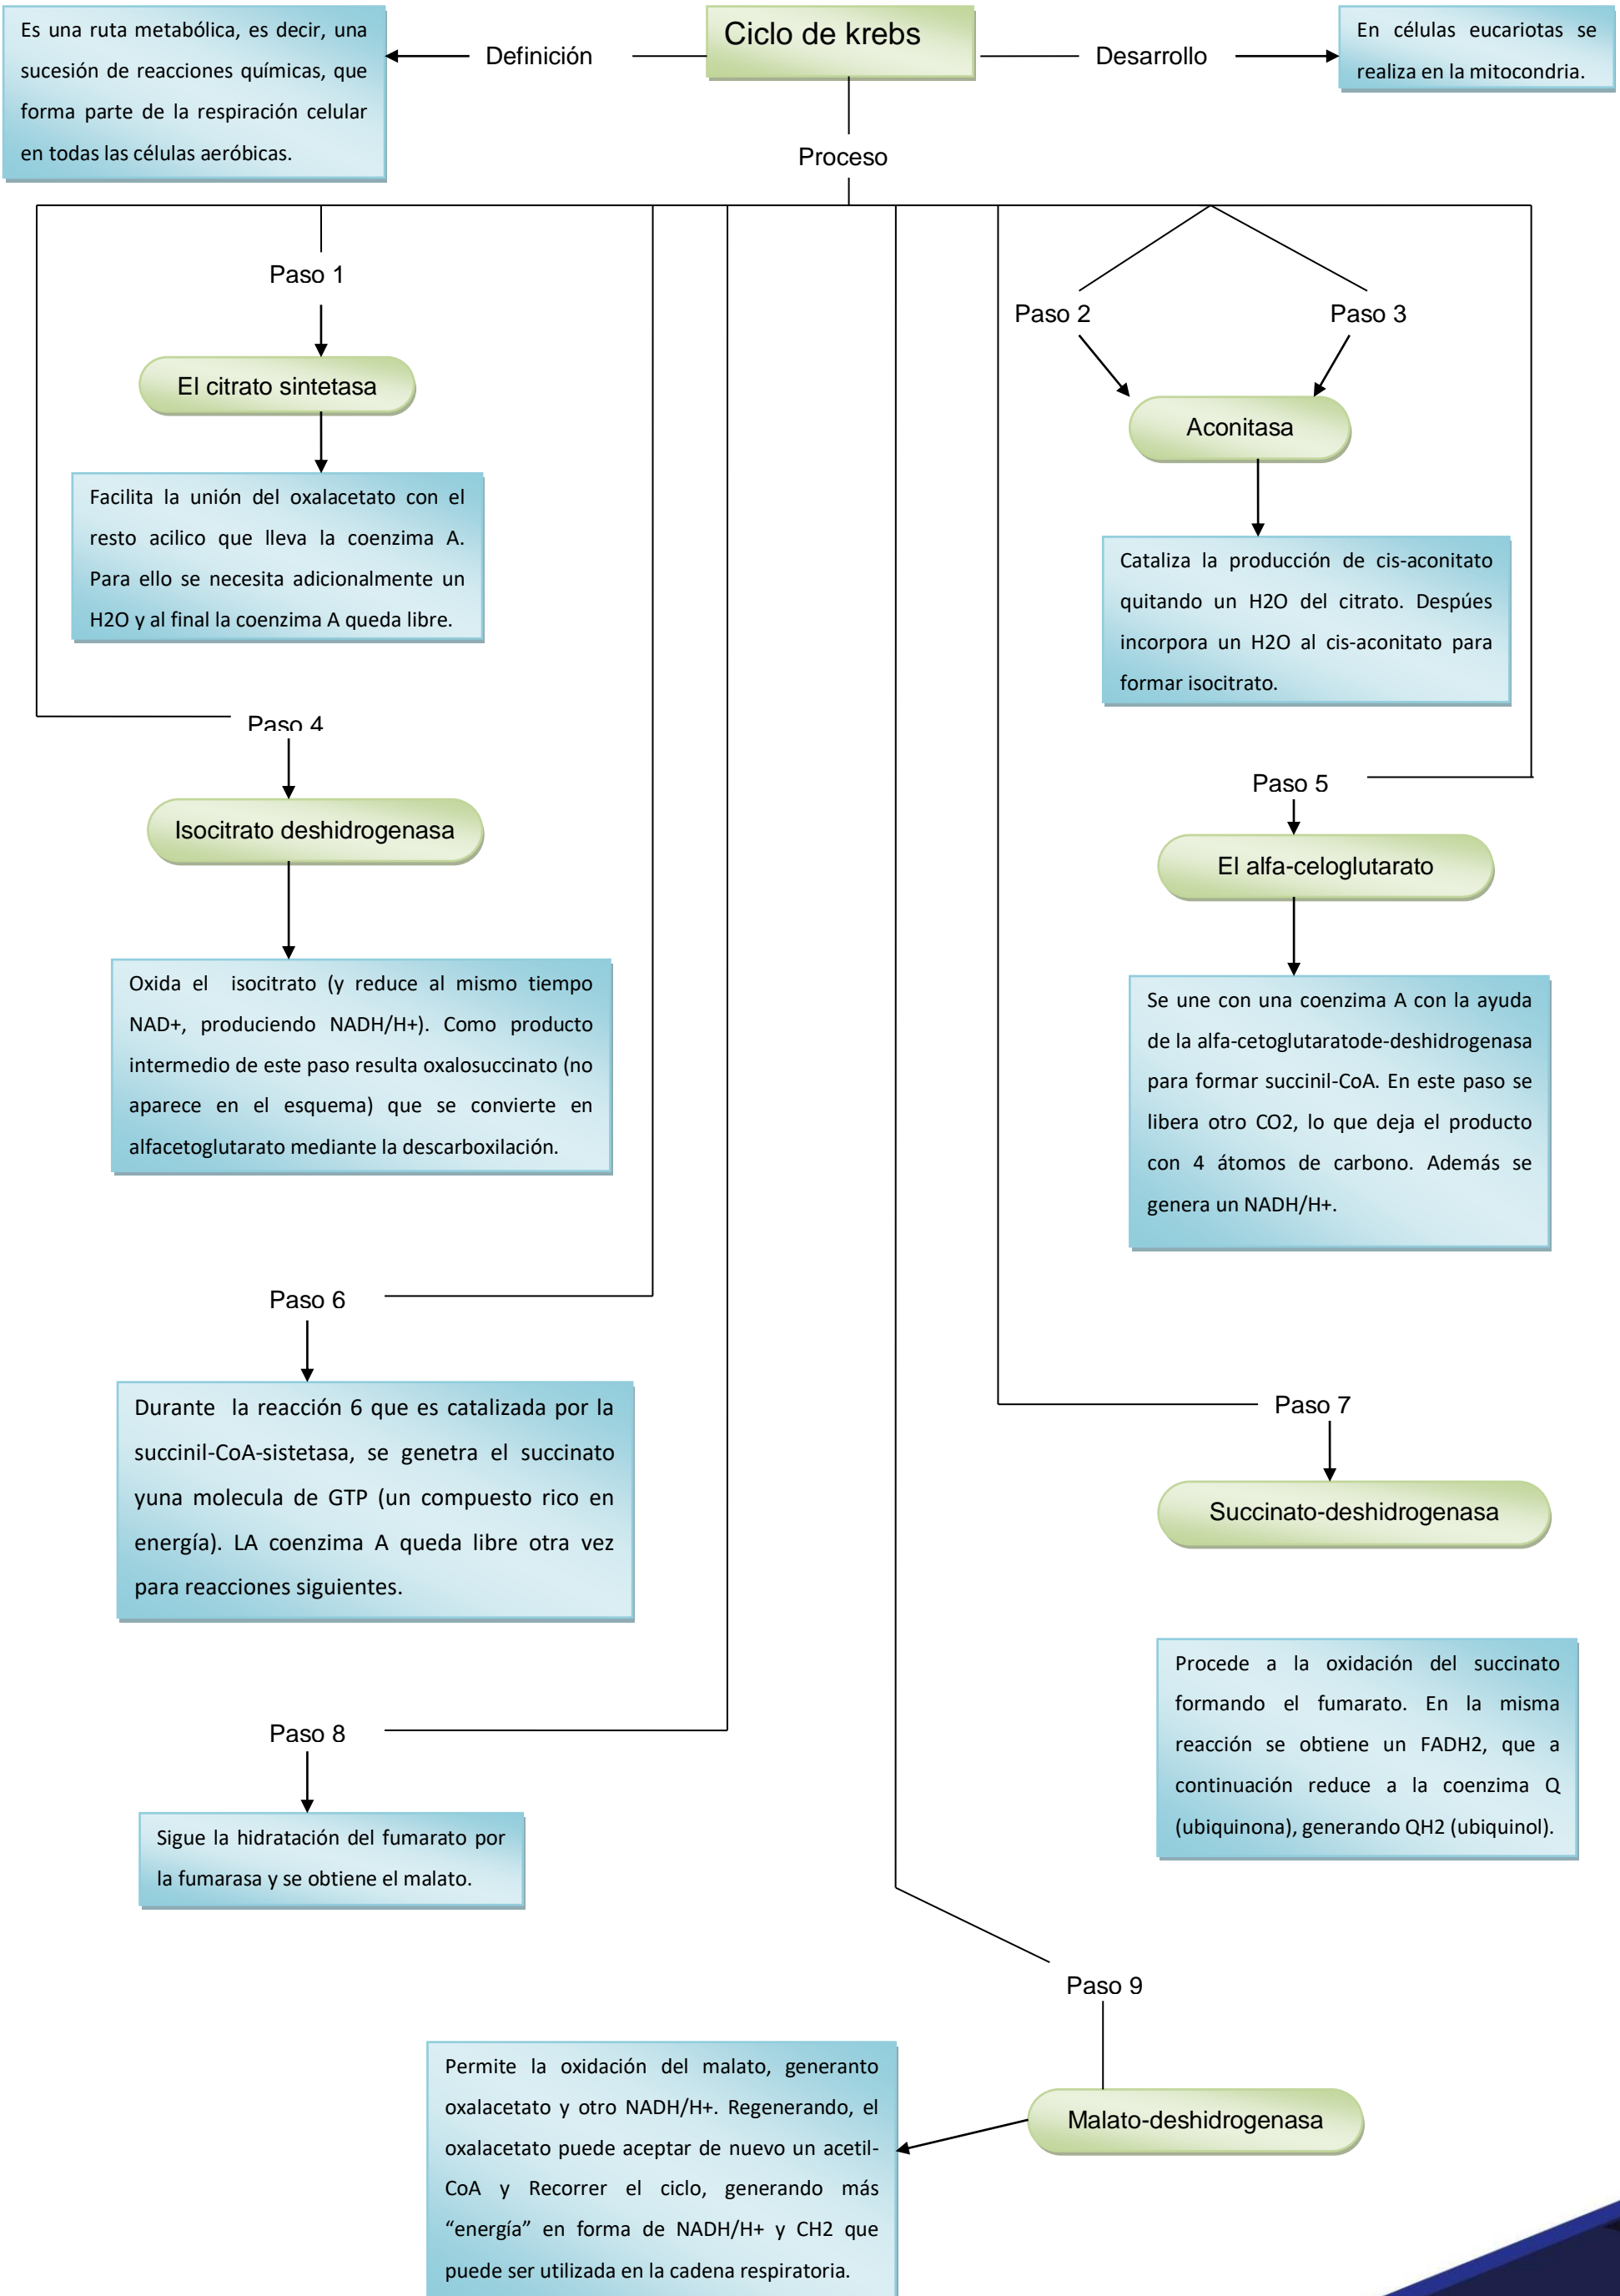 Ciclo de krebs
Definición
Es una ruta metabólica, es decir, una
sucesión de reacciones químicas, que
forma parte de la respiración celular
en todas las células aeróbicas.
Desarrollo
En células eucariotas se
realiza en la mitocondria.
Proceso
Paso 1
El citrato sintetasa
Facilita la unión del oxalacetato con el
resto acilico que lleva la coenzima A.
Para ello se necesita adicionalmente un
H2O y al final la coenzima A queda libre.
Paso 2
Paso 3
Aconitasa
Cataliza la producción de cis-aconitato
quitando un H2O del citrato. Despúes
incorpora un H2O al cis-aconitato para
formar isocitrato.
Paso 4
Isocitrato deshidrogenasa
Oxida el isocitrato (y reduce al mismo tiempo
NAD+, produciendo NADH/H+). Como producto
intermedio de este paso resulta oxalosuccinato (no
aparece en el esquema) que se convierte en
alfacetoglutarato mediante la descarboxilación.
Paso 5
El alfa-celoglutarato
Se une con una coenzima A con la ayuda
de la alfa-cetoglutaratode-deshidrogenasa
para formar succinil-CoA. En este paso se
libera otro CO2, lo que deja el producto
con 4 átomos de carbono. Además se
genera un NADH/H+.
Paso 6
Durante la reacción 6 que es catalizada por la
succinil-CoA-sistetasa, se genetra el succinato
yuna molecula de GTP (un compuesto rico en
energía). LA coenzima A queda libre otra vez
para reacciones siguientes.
Paso 7
Succinato-deshidrogenasa
Procede a la oxidación del succinato
formando el fumarato. En la misma
reacción se obtiene un FADH2, que a
continuación reduce a la coenzima Q
(ubiquinona), generando QH2 (ubiquinol).
Paso 8
Sigue la hidratación del fumarato por
la fumarasa y se obtiene el malato.
Paso 9
Malato-deshidrogenasa
Permite la oxidación del malato, generanto
oxalacetato y otro NADH/H+. Regenerando, el
oxalacetato puede aceptar de nuevo un acetil-
CoA y Recorrer el ciclo, generando más
“energía” en forma de NADH/H+ y CH2 que
puede ser utilizada en la cadena respiratoria.